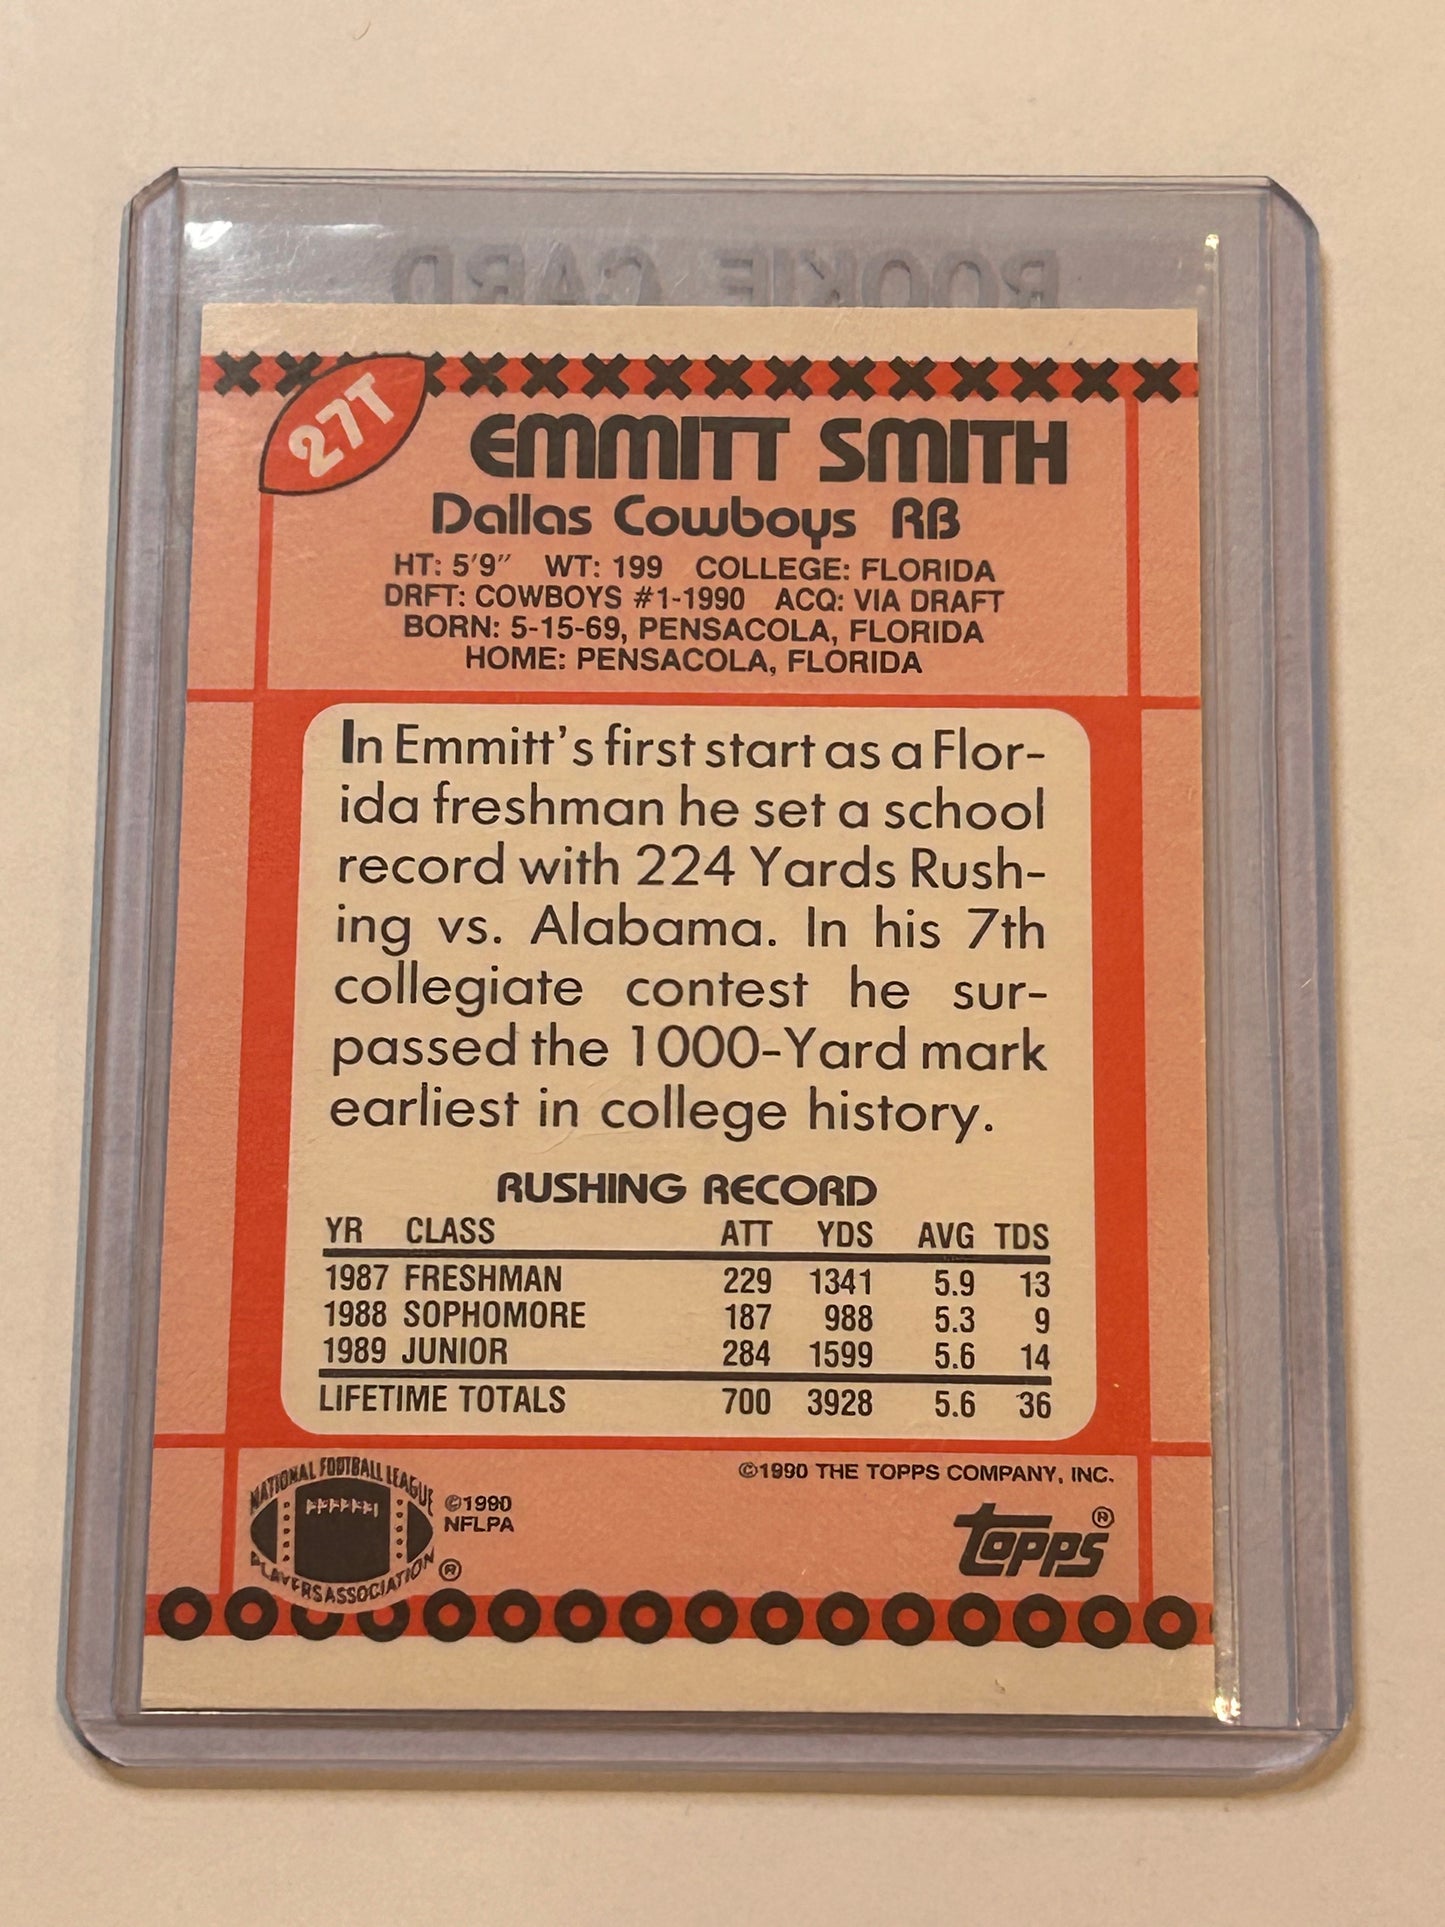 ROOKIE CARD
27T
EMMITT SMITH
Dallas Cowboys RB
HT: 5'9" WT: 199 COLLEGE: FLORIDA
DRFT: COWBOYS #1-1990 ACQ: VIA DRAFT
BORN: 5-15-69, PENSACOLA, FLORIDA
HOME: PENSACOLA, FLORIDA
In Emmitt's first start as a Flor-
ida freshman he set a school
record with 224 Yards Rush-
ing vs. Alabama. In his 7th
collegiate contest he sur-
passed the 1000-Yard mark
earliest in college history.
RUSHING RECORD
YR CLASS ATT YDS AVG TDS
1987 FRESHMAN 229 1341 5.9 13
1988 SOPHOMORE 187 988 5.3 9
1989 JUNIOR 284 1599 5.6 14
LIFETIME TOTALS 700 3928 5.6 36
©1990 THE TOPPS COMPANY, INC.
NATIONAL FOOTBALL LEAGUE
PLAYERS ASSOCIATION ®
©1990
NFLPA
Topps ®